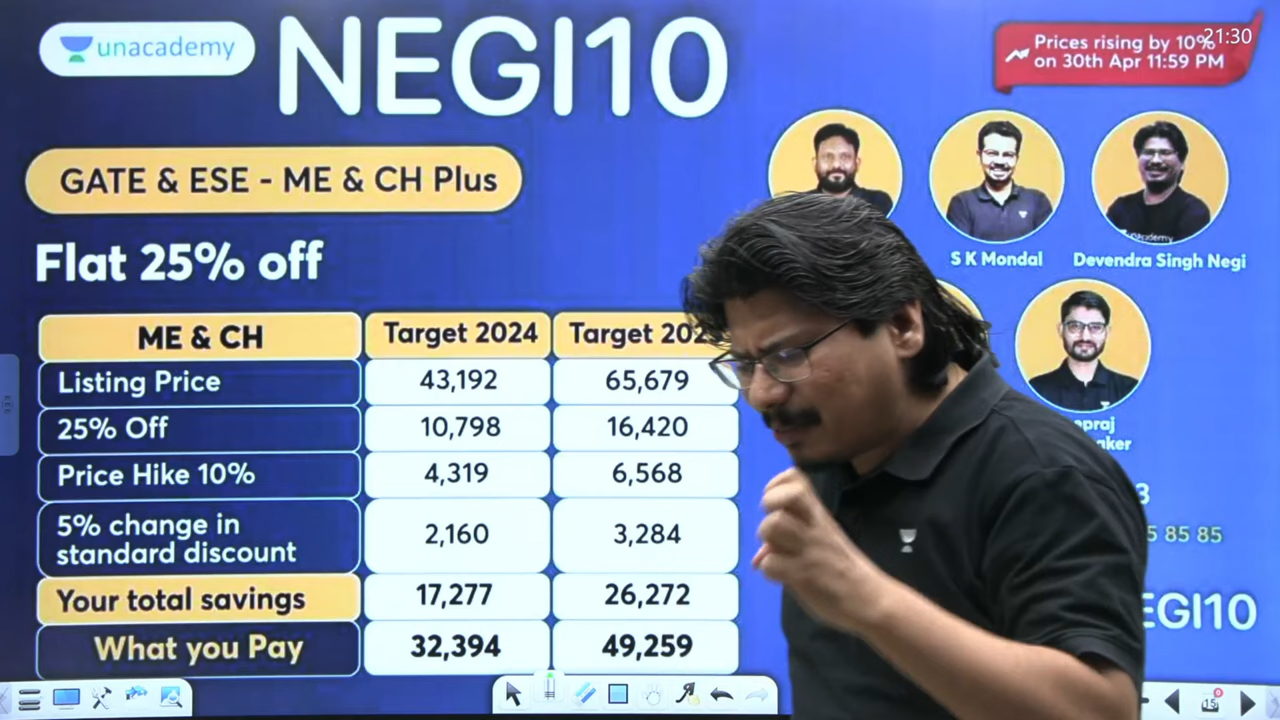 unacademy
NEGI10
21:30
Prices rising by 10%
on 30th Apr 11:59 PM
GATE & ESE - ME & CH Plus
Flat 25% off
unacademy
S K Mondal
Devendra Singh Negi
ME & CH
Target 2024
Target 202
Listing Price
43,192
65,679
25% Off
10,798
16,420
Price Hike 10%
4,319
6,568
5% change in
standard discount
2,160
3,284
Your total savings
17,277
26,272
What you Pay
32,394
49,259
5 85 85
EGI10
15